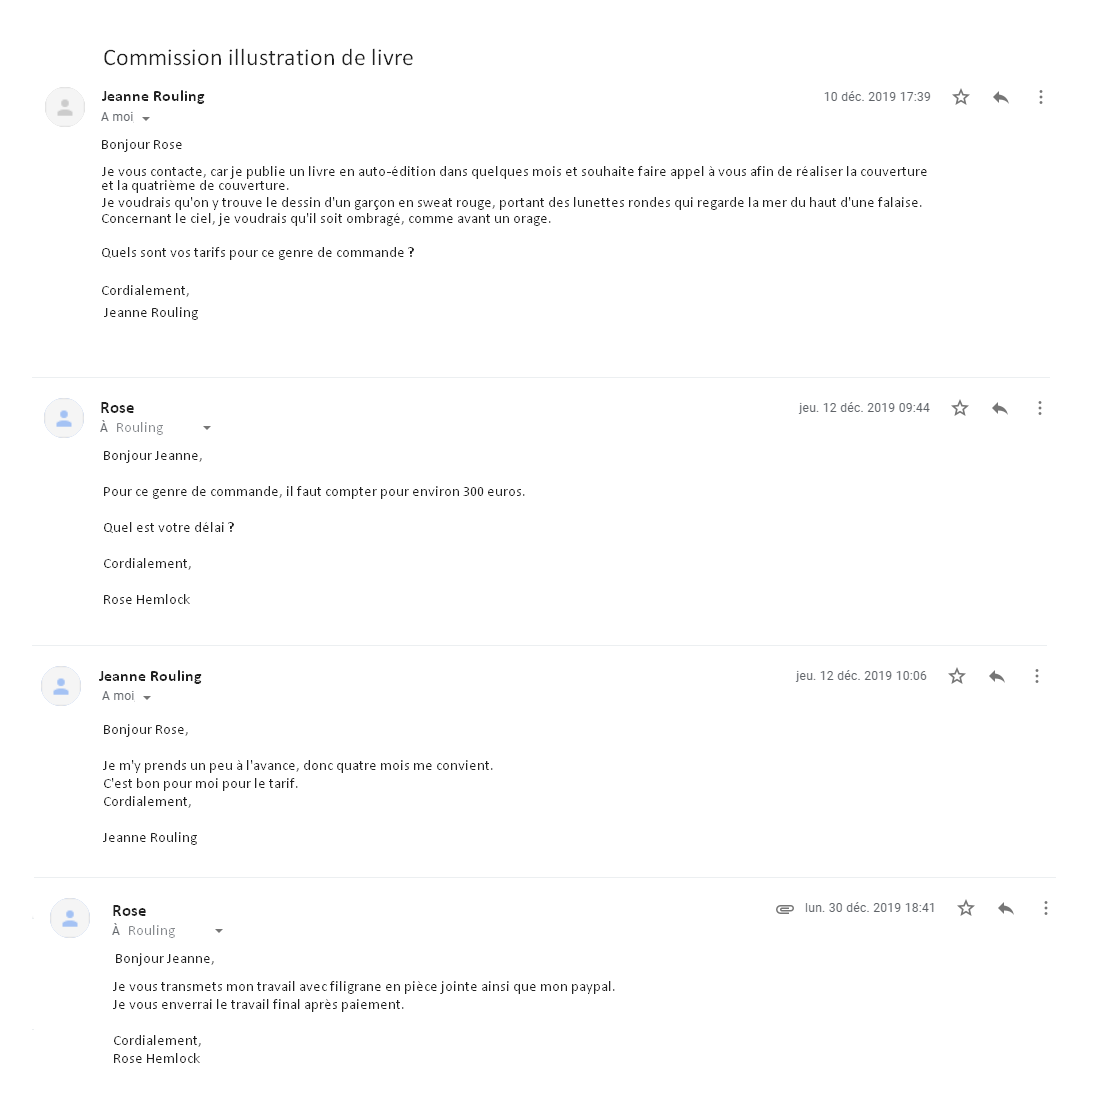 Commission illustration de livre
Jeanne Rouling
10 déc. 2019 17:39
A moi
Bonjour Rose
Je vous contacte, car je publie un livre en auto-édition dans quelques mois et souhaite faire appel à vous afin de réaliser la couverture
et la quatrième de couverture.
Je voudrais qu'on y trouve le dessin d'un garçon en sweat rouge, portant des lunettes rondes qui regarde la mer du haut d'une falaise.
Concernant le ciel, je voudrais qu'il soit ombragé, comme avant un orage.
Quels sont vos tarifs pour ce genre de commande ?
Cordialement,
Jeanne Rouling
Rose
jeu. 12 déc. 2019 09:44
À Rouling
Bonjour Jeanne,
Pour ce genre de commande, il faut compter pour environ 300 euros.
Quel est votre délai ?
Cordialement,
Rose Hemlock
Jeanne Rouling
jeu. 12 déc. 2019 10:06
A moi
Bonjour Rose,
Je m'y prends un peu à l'avance, donc quatre mois me convient.
C'est bon pour moi pour le tarif.
Cordialement,
Jeanne Rouling
Rose
lun. 30 déc. 2019 18:41
À Rouling
Bonjour Jeanne,
Je vous transmets mon travail avec filigrane en pièce jointe ainsi que mon paypal.
Je vous enverrai le travail final après paiement.
Cordialement,
Rose Hemlock